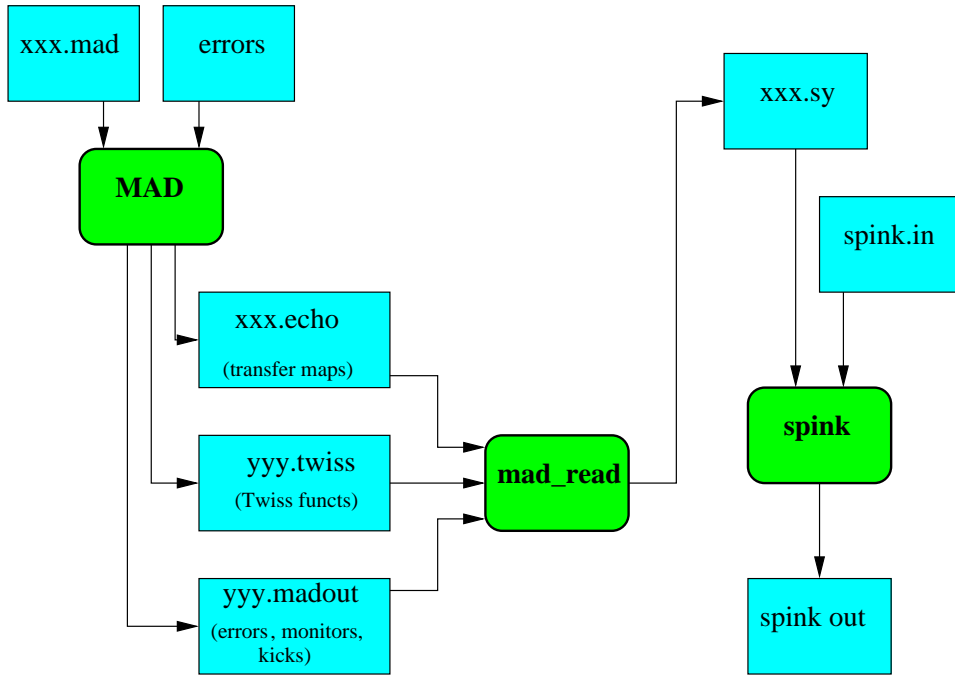 xxx.mad
errors
xxx.sy
MAD
spink.in
xxx.echo
(transfer maps)
yyy.twiss
(Twiss functs)
mad_read
spink
yyy.madout
(errors, monitors,
kicks)
spink out